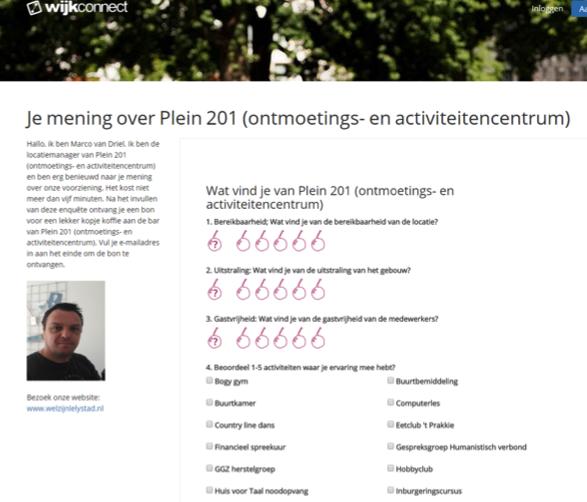 wijkconnect
Inloggen
Je mening over Plein 201 (ontmoetings- en activiteitencentrum)
Hallo, ik ben Marco van Driel. Ik ben de
locatiemanager van Plein 201
(ontmoetings- en activiteitencentrum)
en ben erg benieuwd naar je mening
over onze voorziening. Het kost niet
meer dan vijf minuten. Na het invullen
van deze enquête ontvang je een bon
voor een lekker kopje koffie aan de bar
van Plein 201 (ontmoetings- en
activiteitencentrum). Vul je e-mailadres
in aan het einde om de bon te
ontvangen.
Bezoek onze website:
www.welzijnlelystad.nl
Wat vind je van Plein 201 (ontmoetings- en
activiteitencentrum)
1. Bereikbaarheid; Wat vind je van de bereikbaarheid van de locatie?
?
2. Uitstraling: Wat vind je van de uitstraling van het gebouw?
?
3. Gastvrijheid: Wat vind je van de gastvrijheid van de medewerkers?
?
4. Beoordeel 1-5 activiteiten waar je ervaring mee hebt?
Bogy gym
Buurtbemiddeling
Buurtkamer
Computerles
Country line dans
Eetclub 't Prakkie
Financieel spreekuur
Gespreksgroep Humanistisch verbond
GGZ herstelgroep
Hobbyclub
Huis voor Taal noodopvang
Inburgeringscursus